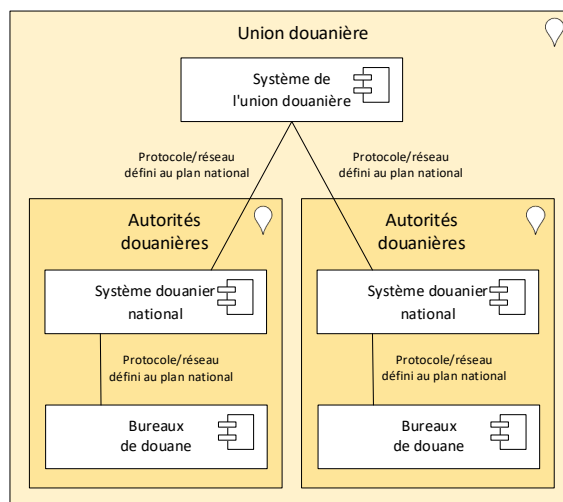 Union douanière
Système de
l'union douanière
Protocole/réseau
défini au plan national
Protocole/réseau
défini au plan national
Autorités
douanières
Système douanier
national
Protocole/réseau
défini au plan national
Bureaux
de douane
Autorités
douanières
Système douanier
national
Protocole/réseau
défini au plan national
Bureaux
de douane